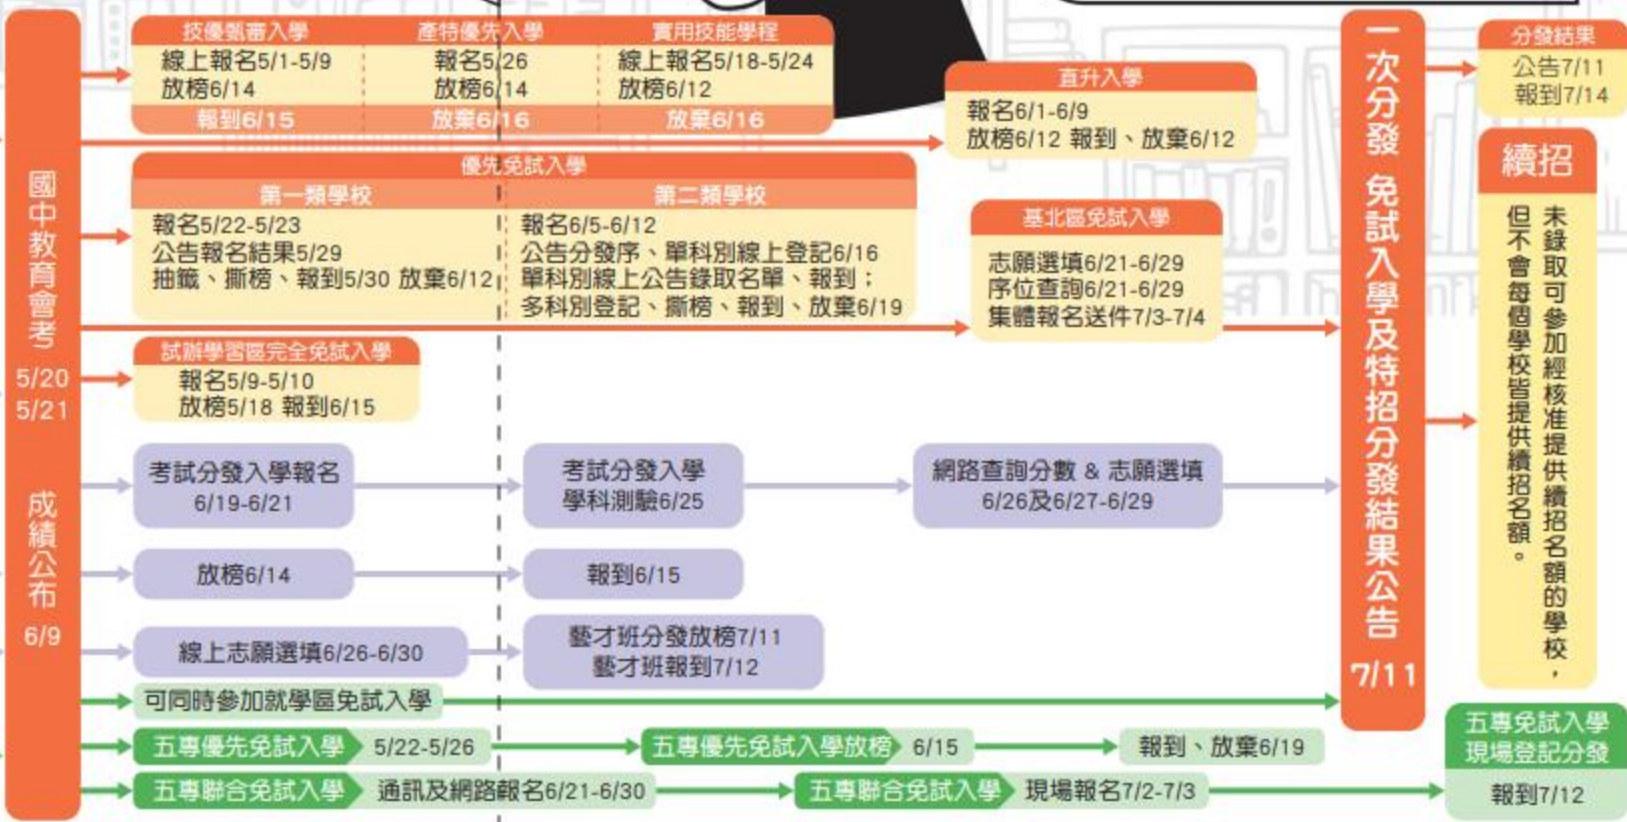 國中教育會考
5/20
5/21
成績公布
6/9
技優甄審入學
線上報名5/1-5/9
放榜6/14
報到6/15
產特優先入學
報名5/26
放榜6/14
放棄6/16
實用技能學程
線上報名5/18-5/24
放榜6/12
放棄6/16
直升入學
報名6/1-6/9
放榜6/12 報到、放棄6/12
優先免試入學
第一類學校
報名5/22-5/23
公告報名結果5/29
抽籤、撕榜、報到5/30 放棄6/12
第二類學校
報名6/5-6/12
公告分發序、單科別線上登記6/16
單科別線上公告錄取名單、報到；
多科別登記、撕榜、報到、放棄6/19
基北區免試入學
志願選填6/21-6/29
序位查詢6/21-6/29
集體報名送件7/3-7/4
試辦學習區完全免試入學
報名5/9-5/10
放榜5/18 報到6/15
考試分發入學報名
6/19-6/21
考試分發入學
學科測驗6/25
網路查詢分數 & 志願選填
6/26及6/27-6/29
放榜6/14
報到6/15
線上志願選填6/26-6/30
藝才班分發放榜7/11
藝才班報到7/12
可同時參加就學區免試入學
五專優先免試入學 5/22-5/26
五專優先免試入學放榜 6/15
報到、放棄6/19
五專聯合免試入學 通訊及網路報名6/21-6/30
五專聯合免試入學 現場報名7/2-7/3
一次分發 免試入學及特招分發結果公告
7/11
分發結果
公告7/11
報到7/14
續招
未錄取可參加經核准提供續招名額的學校，
但不會每個學校皆提供續招名額。
五專免試入學
現場登記分發
報到7/12